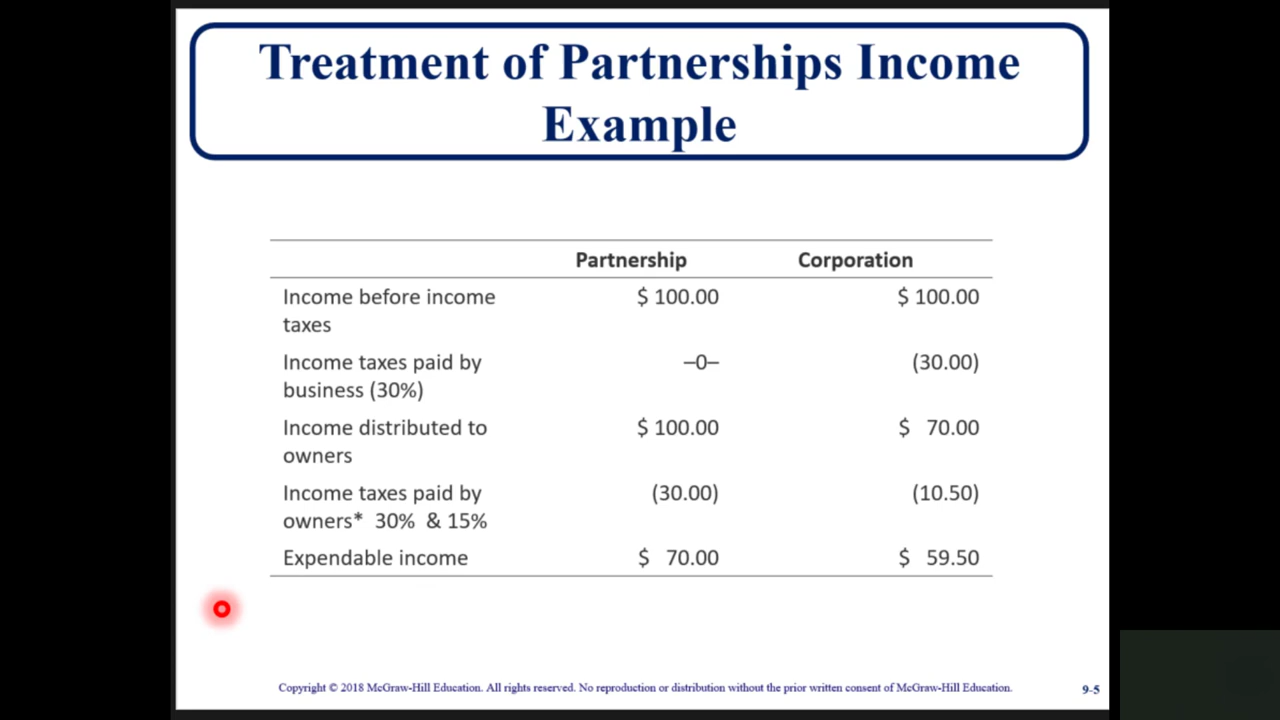 Treatment of Partnerships Income
Example
Partnership Corporation
Income before income $ 100.00 $ 100.00
taxes
Income taxes paid by –0– (30.00)
business (30%)
Income distributed to $ 100.00 $ 70.00
owners
Income taxes paid by (30.00) (10.50)
owners* 30% & 15%
Expendable income $ 70.00 $ 59.50
Copyright © 2018 McGraw-Hill Education. All rights reserved. No reproduction or distribution without the prior written consent of McGraw-Hill Education.
9-5